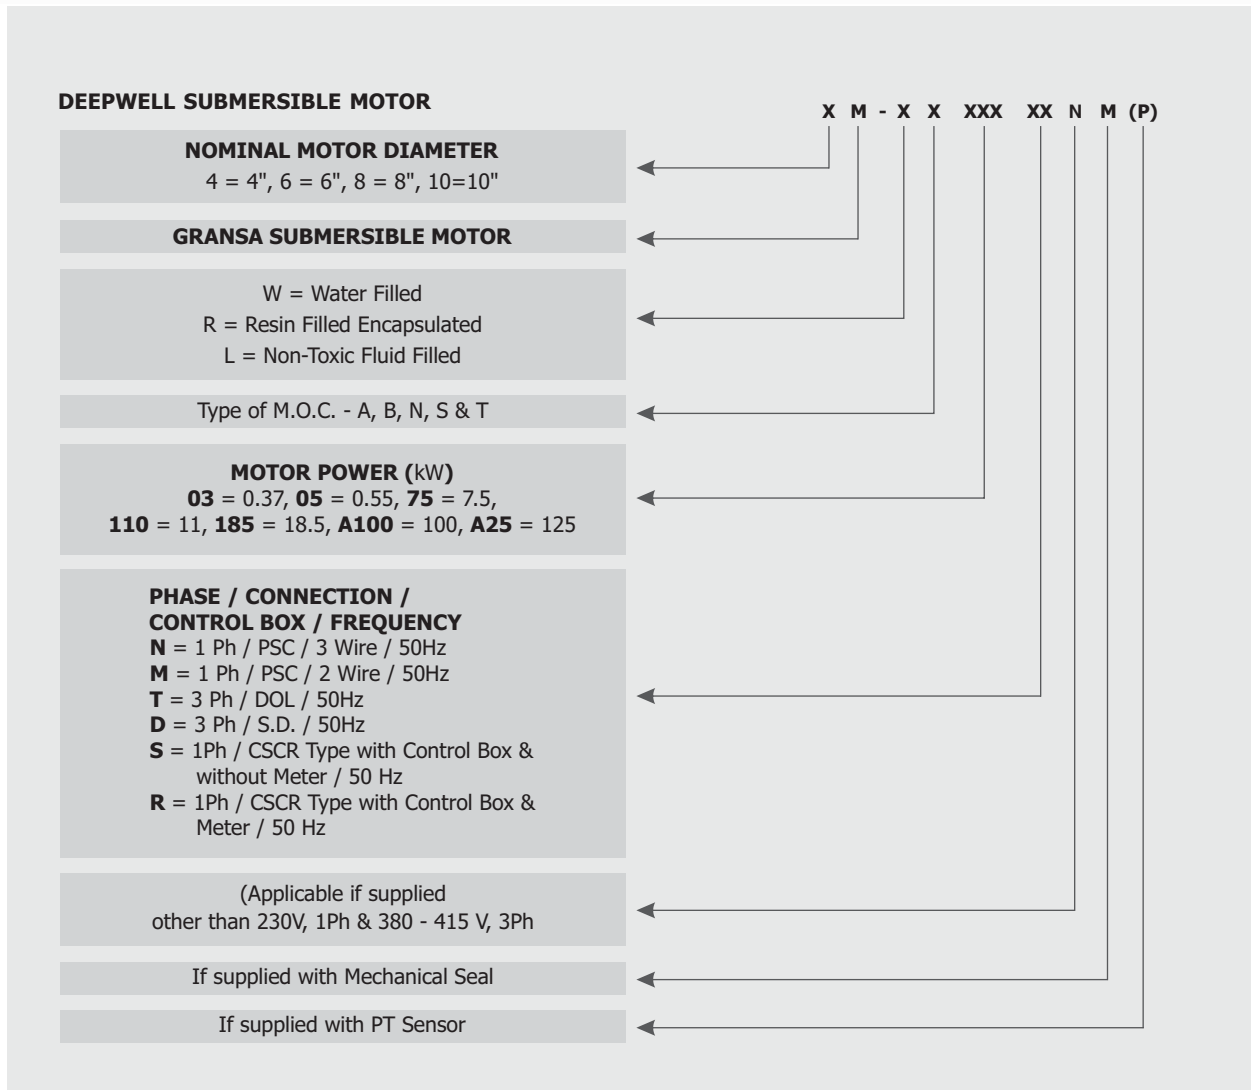 DEEPWELL SUBMERSIBLE MOTOR
X M - X X XXX XX N M (P)
NOMINAL MOTOR DIAMETER
4 = 4", 6 = 6", 8 = 8", 10=10"
GRANSA SUBMERSIBLE MOTOR
W = Water Filled
R = Resin Filled Encapsulated
L = Non-Toxic Fluid Filled
Type of M.O.C. - A, B, N, S & T
MOTOR POWER (kW)
03 = 0.37, 05 = 0.55, 75 = 7.5,
110 = 11, 185 = 18.5, A100 = 100, A25 = 125
PHASE / CONNECTION /
CONTROL BOX / FREQUENCY
N = 1 Ph / PSC / 3 Wire / 50Hz
M = 1 Ph / PSC / 2 Wire / 50Hz
T = 3 Ph / DOL / 50Hz
D = 3 Ph / S.D. / 50Hz
S = 1Ph / CSCR Type with Control Box &
without Meter / 50 Hz
R = 1Ph / CSCR Type with Control Box &
Meter / 50 Hz
(Applicable if supplied
other than 230V, 1Ph & 380 - 415 V, 3Ph
If supplied with Mechanical Seal
If supplied with PT Sensor